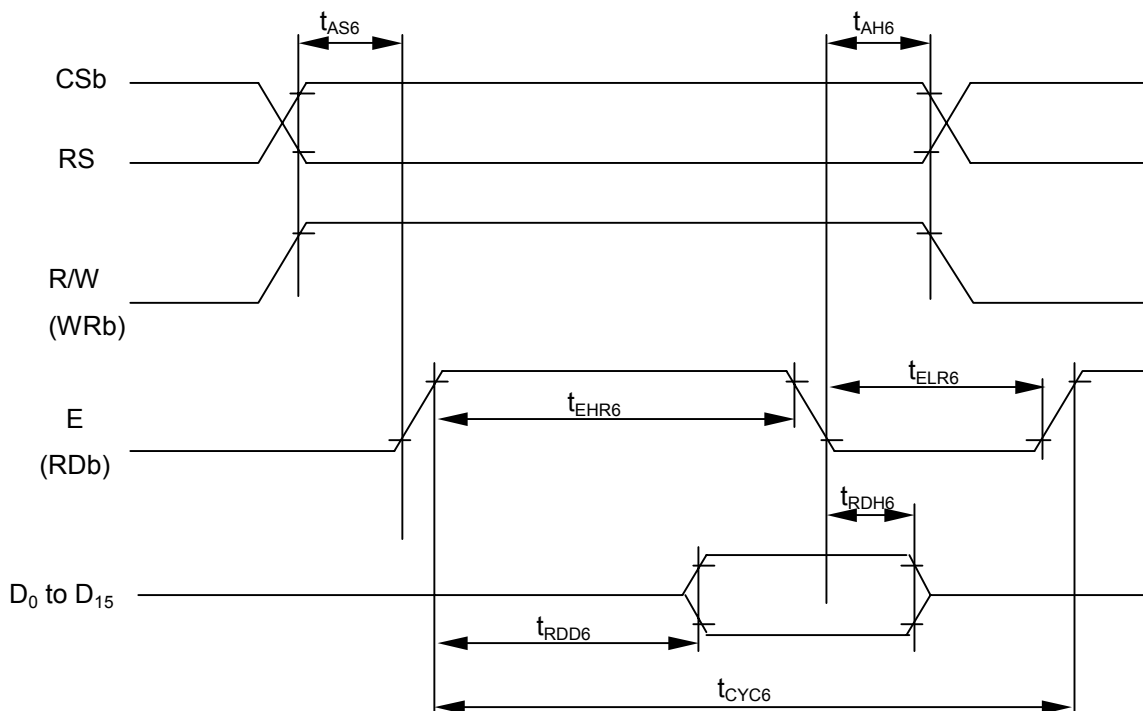 tAS6
tAH6
CSb
RS
R/W
(WRb)
tELR6
tEHR6
E
(RDb)
tRDH6
D0 to D15
tRDD6
tCYC6